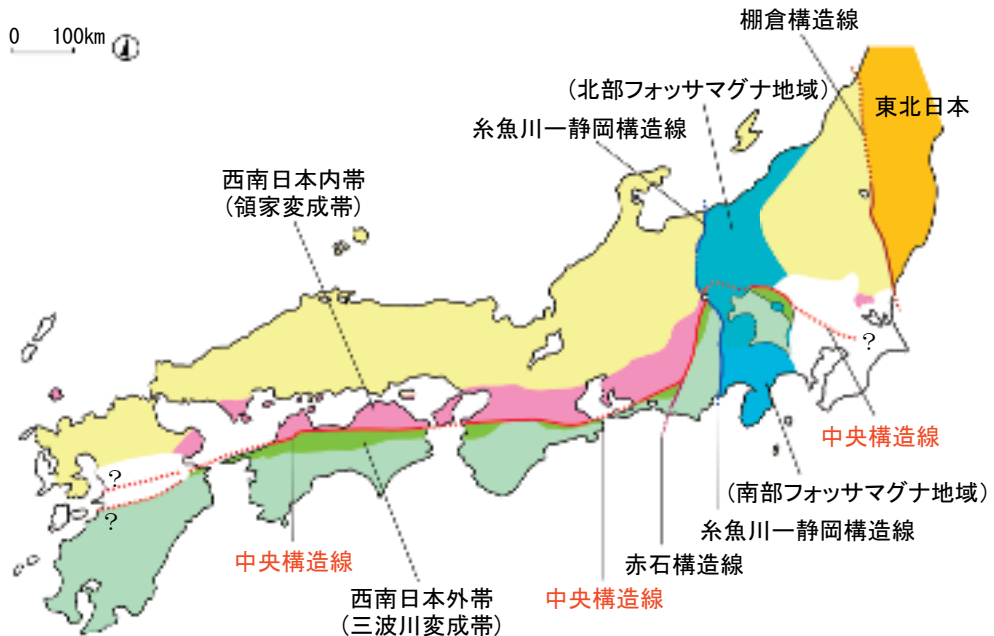 0 100km
棚倉構造線
(北部フォッサマグナ地域)
東北日本
糸魚川ー静岡構造線
西南日本内帯
(領家変成帯)
?
?
?
中央構造線
(南部フォッサマグナ地域)
糸魚川ー静岡構造線
中央構造線
赤石構造線
中央構造線
西南日本外帯
(三波川変成帯)